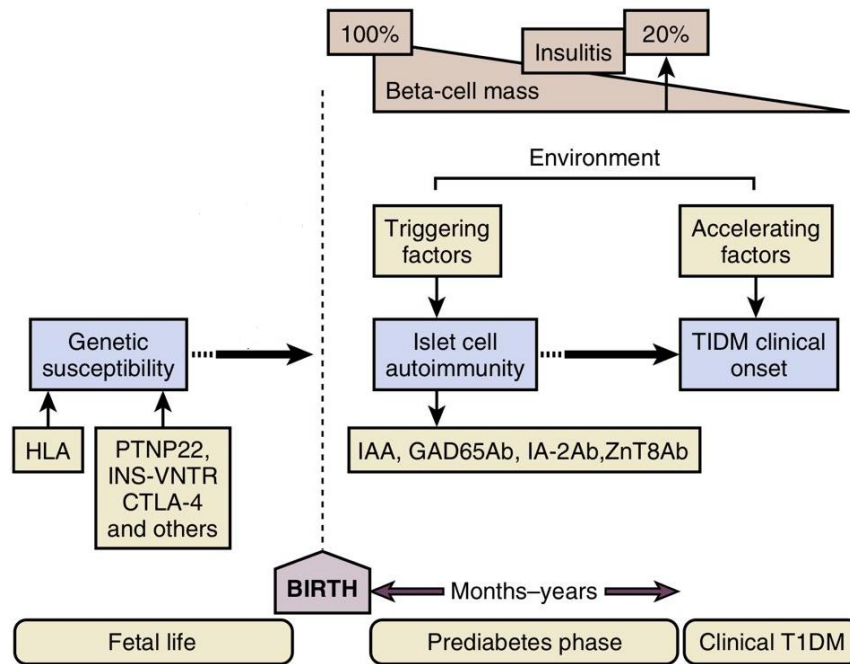 100%
Insulitis
20%
Beta-cell mass
Environment
Triggering
factors
Accelerating
factors
Genetic
susceptibility
Islet cell
autoimmunity
TIDM clinical
onset
HLA
PTNP22,
INS-VNTR
CTLA-4
and others
IAA, GAD65Ab, IA-2Ab,ZnT8Ab
BIRTH
Months–years
Fetal life
Prediabetes phase
Clinical T1DM